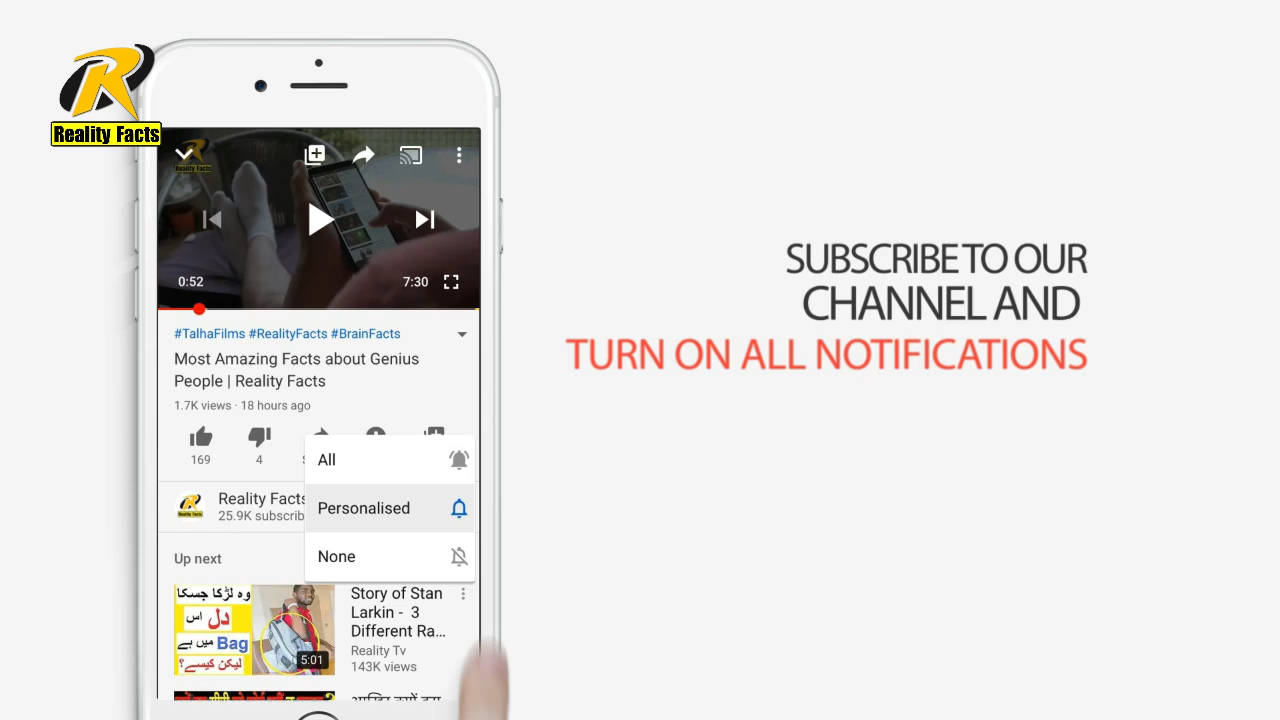 Reality Facts
0:52
7:30
#TalhaFilms #RealityFacts #BrainFacts
Most Amazing Facts about Genius
People | Reality Facts
1.7K views · 18 hours ago
169
4
All
Personalised
None
Reality Facts
25.9K subscrib
Up next
وہ لڑکا جسکا
دل اس
Bag میں ہے
لیکن کیسے؟
5:01
Story of Stan
Larkin - 3
Different Ra...
Reality Tv
143K views
SUBSCRIBE TO OUR
CHANNEL AND
TURN ON ALL NOTIFICATIONS